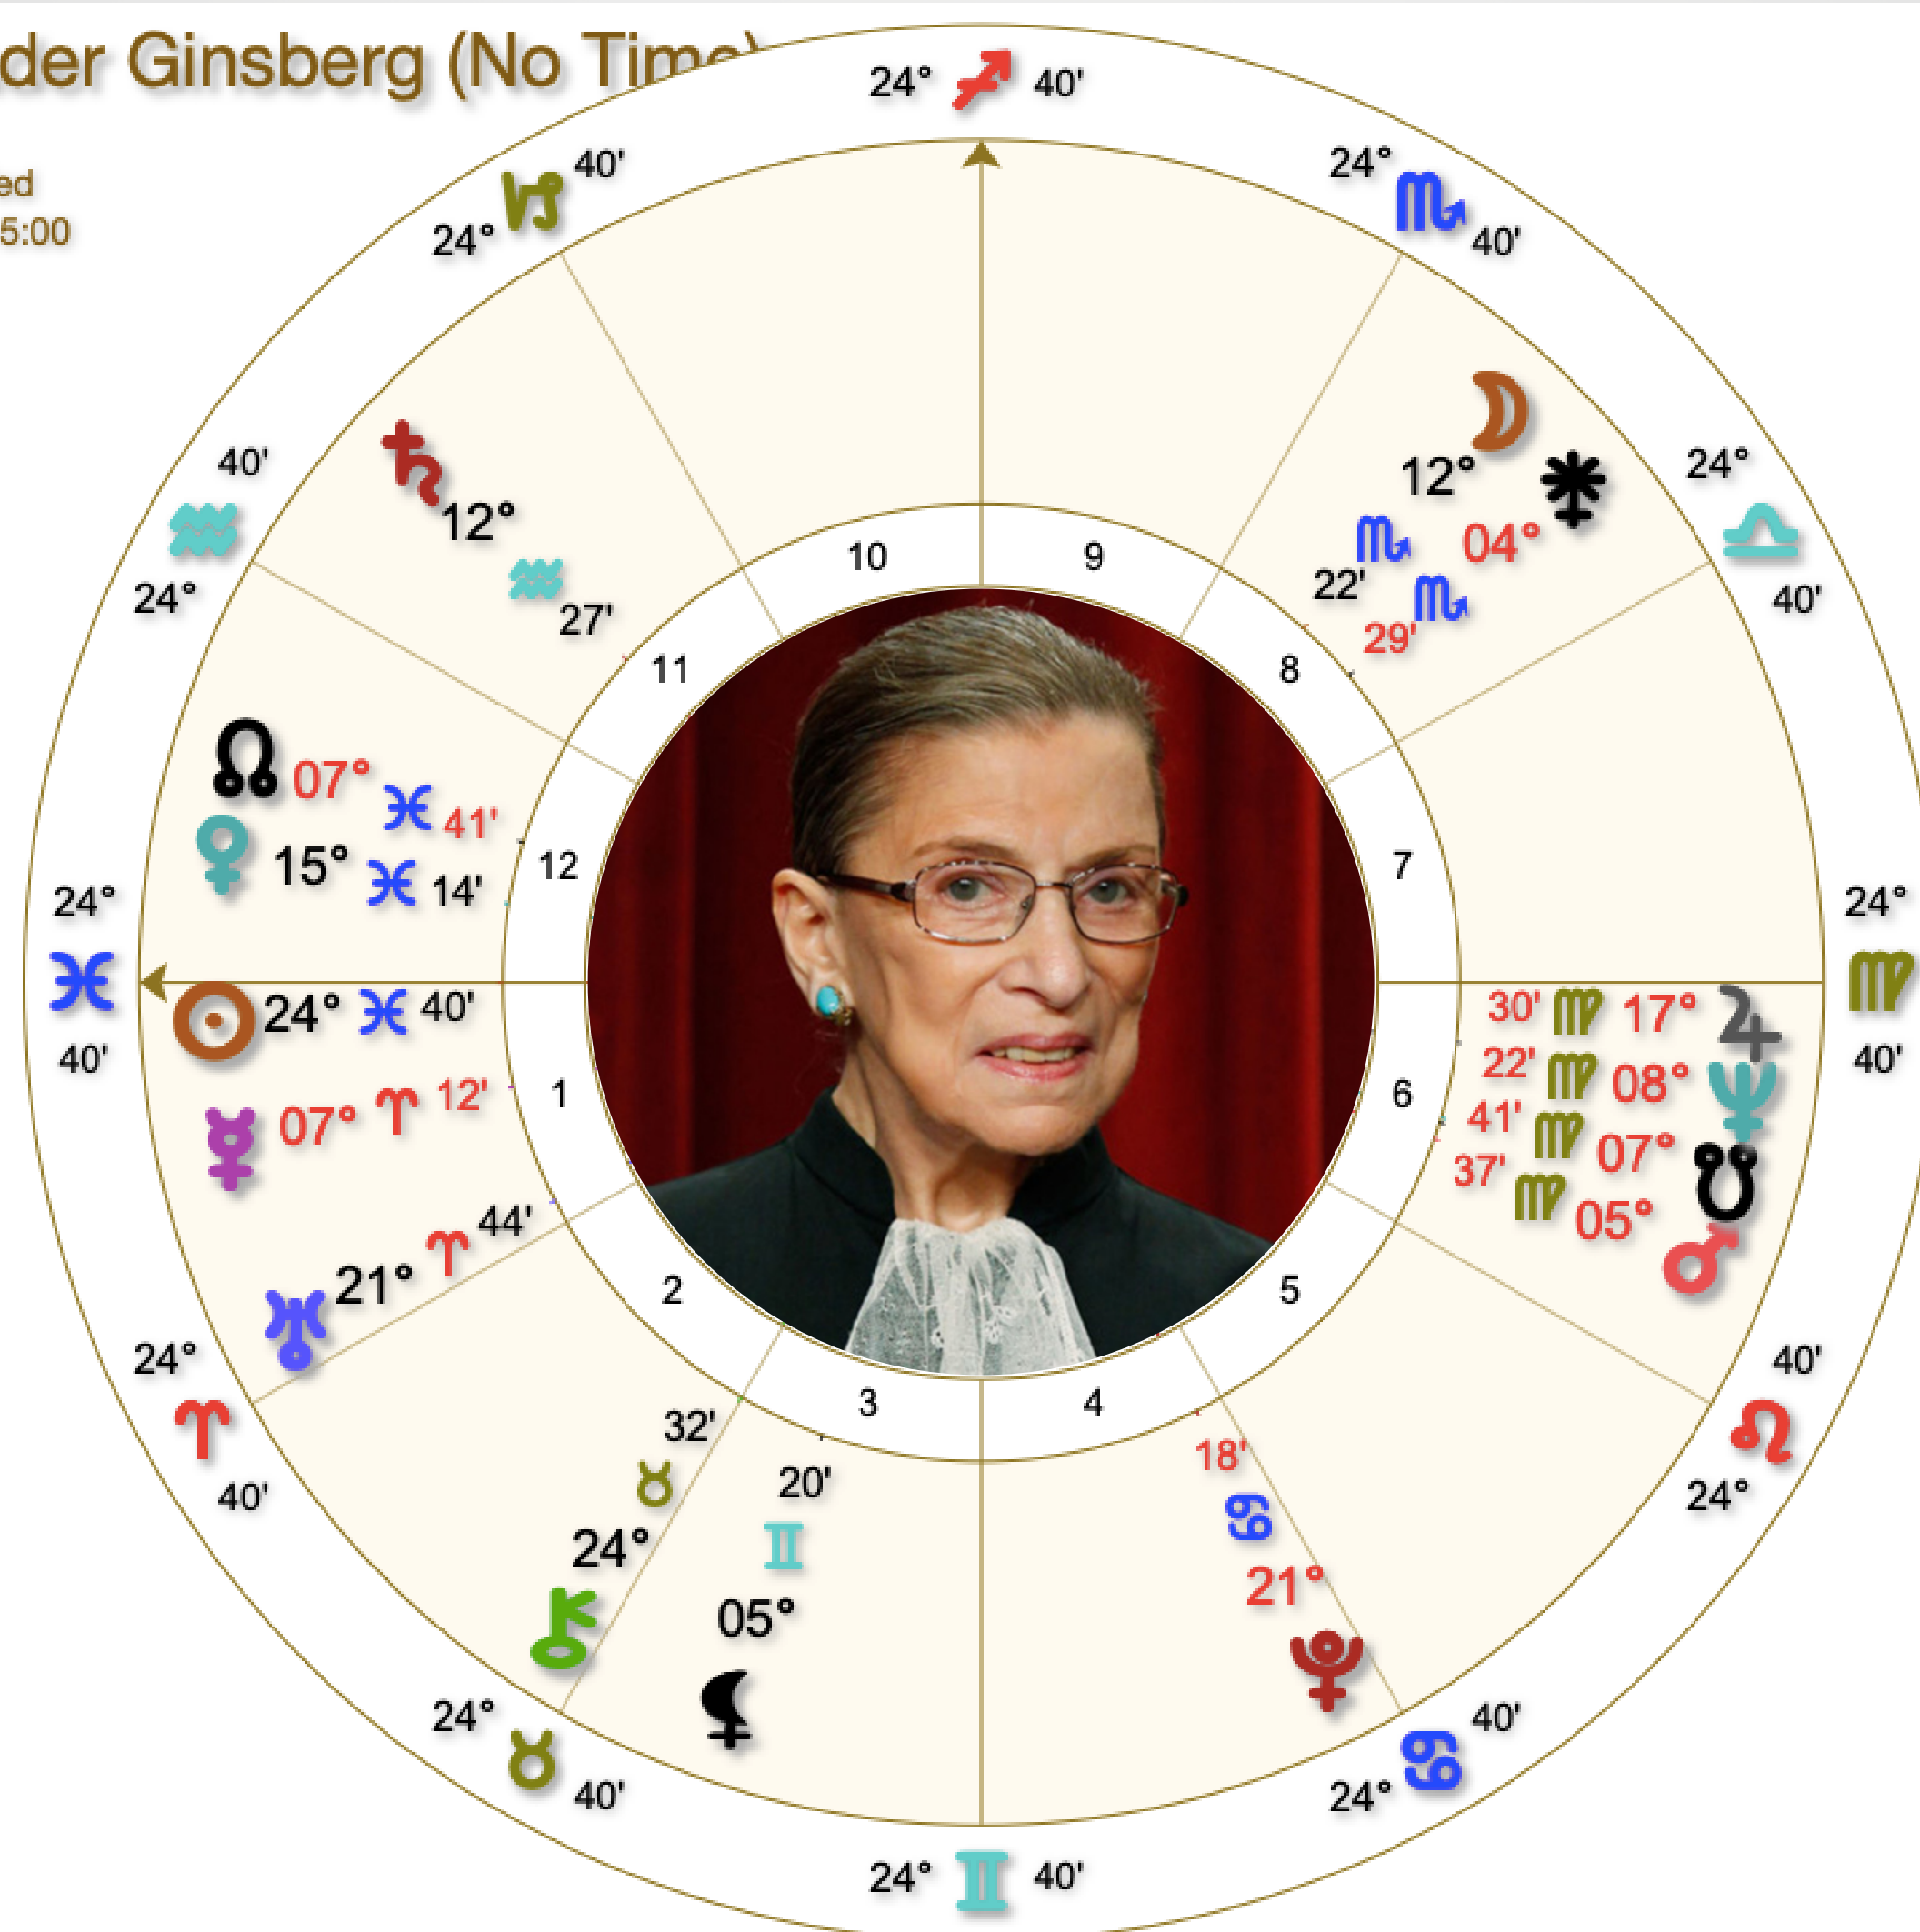 der Ginsberg (No Time)
ed
5:00
24° ♐ 40'
24° ♑ 40'
24° ♏ 40'
40' ♒ 24°
24° ♎ 40'
24° ♓ 40'
24° ♍ 40'
24° ♈ 40'
40' ♌ 24°
24° ♉ 40'
24° ♋ 40'
24° ♊ 40'
10
9
11
8
12
7
1
6
2
5
3
4
♄ 12° ♒ 27'
☽ 12° ♏ 22'
04° ♏ 29'
☊ 07° ♓ 41'
♀ 15° ♓ 14'
☉ 24° ♓ 40'
☿ 07° ♈ 12'
♅ 21° ♈ 44'
30' ♍ 17° ♃
22' ♍ 08° ♆
41' ♍ 07° ☋
37' ♍ 05° ♂
32' ♉ 24° ⚷
20' ♊ 05° ⚸
18' ♋ 21° ♇